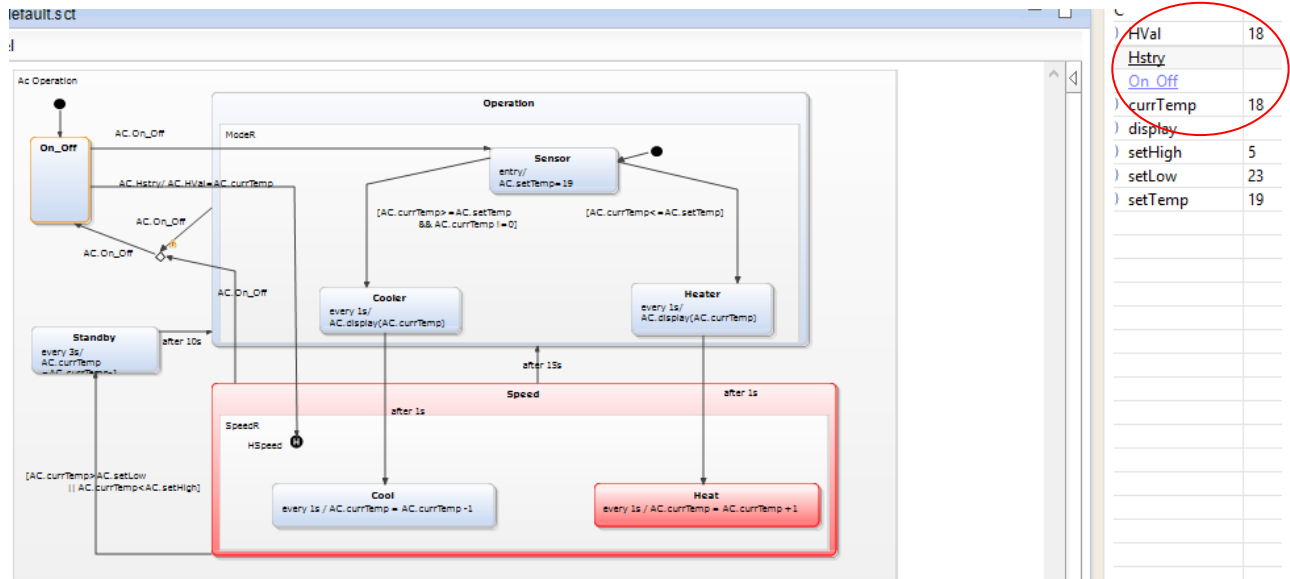 default.sct
el
Ac Operation
On_Off
AC.On_Off
Operation
ModeR
Sensor
entry/
AC.setTemp=19
AC.Hstry/ AC.HVal=AC.currTemp
[AC.currTemp>=AC.setTemp
&& AC.currTemp !=0]
[AC.currTemp<=AC.setTemp]
AC.On_Off
AC.On_Off
AC.On_Off
Cooler
every 1s/
AC.display(AC.currTemp)
Heater
every 1s/
AC.display(AC.currTemp)
Standby
every 3s/
AC.currTemp
=AC.currTemp-1
after 10s
after 15s
Speed
after 1s
after 1s
SpeedR
HSpeed
H
[AC.currTemp>AC.setLow
|| AC.currTemp<AC.setHigh]
Cool
every 1s / AC.currTemp = AC.currTemp -1
Heat
every 1s / AC.currTemp = AC.currTemp +1
HVal 18
Hstry
On_Off
currTemp 18
display
setHigh 5
setLow 23
setTemp 19